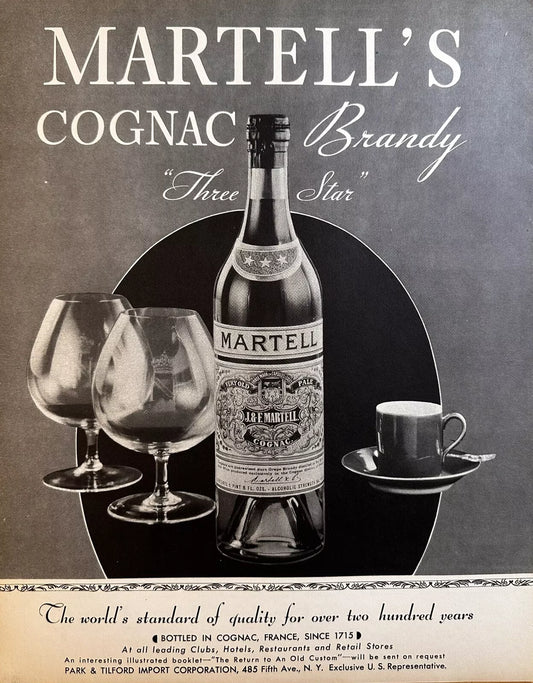 MARTELL'S
COGNAC Brandy
"Three Star"
MARTELL
VERY OLD PALE
J.&F. MARTELL
COGNAC
The world's standard of quality for over two hundred years
BOTTLED IN COGNAC, FRANCE, SINCE 1715
At all leading Clubs, Hotels, Restaurants and Retail Stores
An interesting illustrated booklet—"The Return to An Old Custom"—will be sent on request
PARK & TILFORD IMPORT CORPORATION, 485 Fifth Ave., N. Y. Exclusive U. S. Representative.